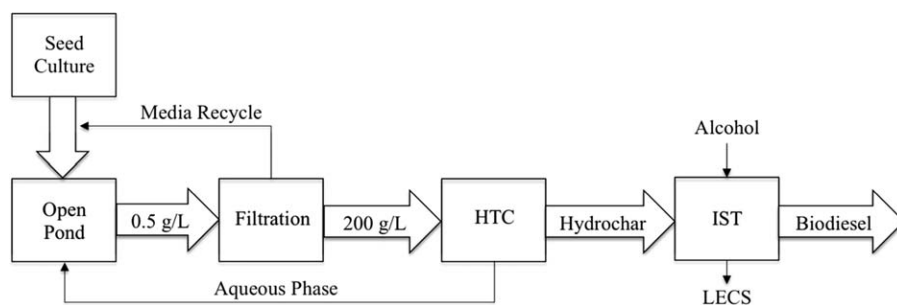 Seed
Culture
Media Recycle
Alcohol
Open
Pond
0.5 g/L
Filtration
200 g/L
HTC
Hydrochar
IST
Biodiesel
Aqueous Phase
LECS